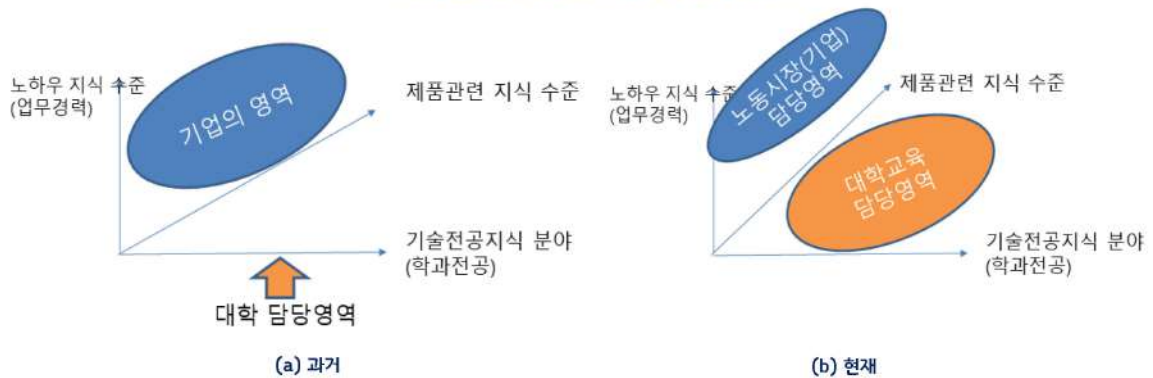 노하우 지식 수준
(업무경력)
기업의 영역
제품관련 지식 수준
기술전공지식 분야
(학과전공)
대학 담당영역
(a) 과거
노하우 지식 수준
(업무경력)
노동시장(기업)
담당영역
제품관련 지식 수준
대학교육
담당영역
기술전공지식 분야
(학과전공)
(b) 현재